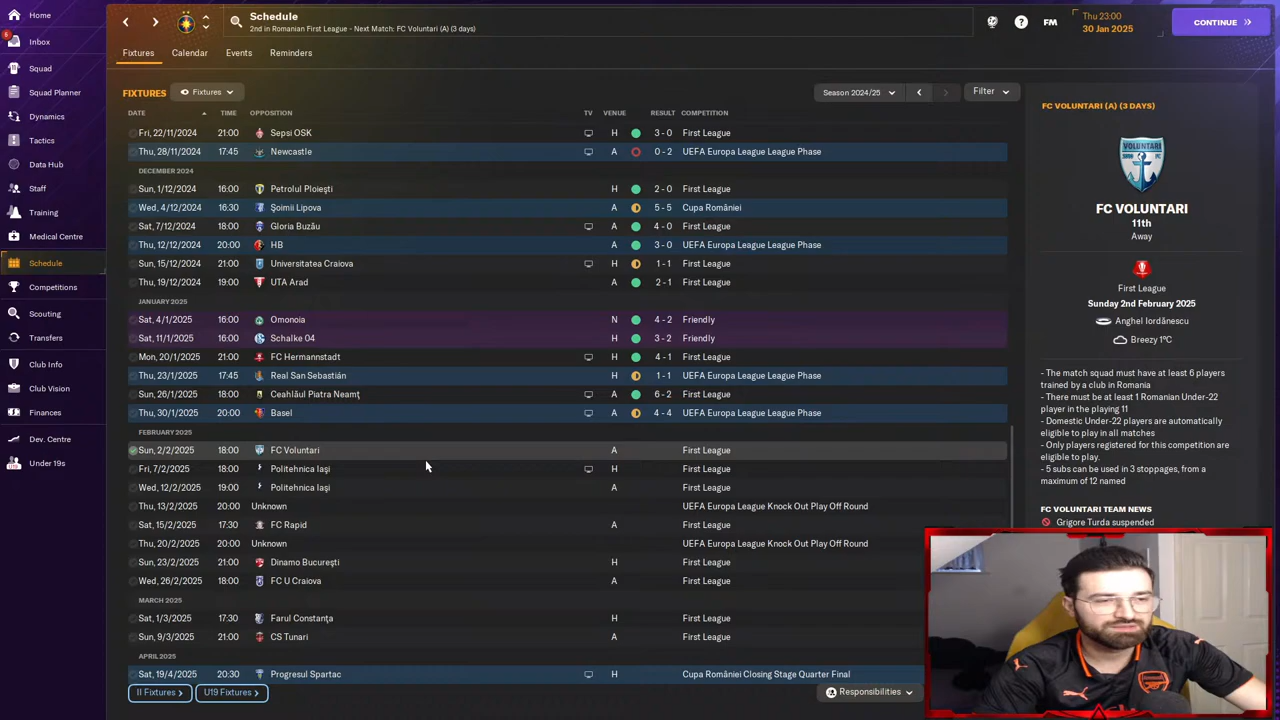 Home
6
Inbox
Squad
Squad Planner
Dynamics
Tactics
Data Hub
Staff
Training
Medical Centre
Schedule
Competitions
Scouting
Transfers
Club Info
Club Vision
Finances
Dev. Centre
Under 19s
Schedule
2nd in Romanian First League - Next Match: FC Voluntari (A) (3 days)
FM
Thu 23:00
30 Jan 2025
CONTINUE
Fixtures Calendar Events Reminders
FIXTURES Fixtures Season 2024/25 Filter
DATE TIME OPPOSITION TV VENUE RESULT COMPETITION
Fri, 22/11/2024 21:00 Sepsi OSK H 3 - 0 First League
Thu, 28/11/2024 17:45 Newcastle A 0 - 2 UEFA Europa League League Phase
DECEMBER 2024
Sun, 1/12/2024 16:00 Petrolul Ploieşti H 2 - 0 First League
Wed, 4/12/2024 16:30 Şoimii Lipova A 5 - 5 Cupa României
Sat, 7/12/2024 18:00 Gloria Buzău A 4 - 0 First League
Thu, 12/12/2024 20:00 HB A 3 - 0 UEFA Europa League League Phase
Sun, 15/12/2024 21:00 Universitatea Craiova H 1 - 1 First League
Thu, 19/12/2024 19:00 UTA Arad A 2 - 1 First League
JANUARY 2025
Sat, 4/1/2025 16:00 Omonoia N 4 - 2 Friendly
Sat, 11/1/2025 16:00 Schalke 04 H 3 - 2 Friendly
Mon, 20/1/2025 21:00 FC Hermannstadt H 4 - 1 First League
Thu, 23/1/2025 17:45 Real San Sebastián H 1 - 1 UEFA Europa League League Phase
Sun, 26/1/2025 18:00 Ceahlăul Piatra Neamţ A 6 - 2 First League
Thu, 30/1/2025 20:00 Basel A 4 - 4 UEFA Europa League League Phase
FEBRUARY 2025
Sun, 2/2/2025 18:00 FC Voluntari A First League
Fri, 7/2/2025 18:00 Politehnica Iaşi H First League
Wed, 12/2/2025 19:00 Politehnica Iaşi A First League
Thu, 13/2/2025 20:00 Unknown UEFA Europa League Knock Out Play Off Round
Sat, 15/2/2025 17:30 FC Rapid A First League
Thu, 20/2/2025 20:00 Unknown UEFA Europa League Knock Out Play Off Round
Sun, 23/2/2025 21:00 Dinamo Bucureşti H First League
Wed, 26/2/2025 18:00 FC U Craiova A First League
MARCH 2025
Sat, 1/3/2025 17:30 Farul Constanţa H First League
Sun, 9/3/2025 21:00 CS Tunari A First League
APRIL 2025
Sat, 19/4/2025 20:30 Progresul Spartac H Cupa României Closing Stage Quarter Final
II Fixtures U19 Fixtures Responsibilities
FC VOLUNTARI (A) (3 DAYS)
VOLUNTARI
FC VOLUNTARI
11th
Away
First League
Sunday 2nd February 2025
Anghel Iordănescu
Breezy 1°C
- The match squad must have at least 6 players
trained by a club in Romania
- There must be at least 1 Romanian Under-22
player in the playing 11
- Domestic Under-22 players are automatically
eligible to play in all matches
- Only players registered for this competition are
eligible to play.
- 5 subs can be used in 3 stoppages, from a
maximum of 12 named
FC VOLUNTARI TEAM NEWS
Grigore Turda suspended